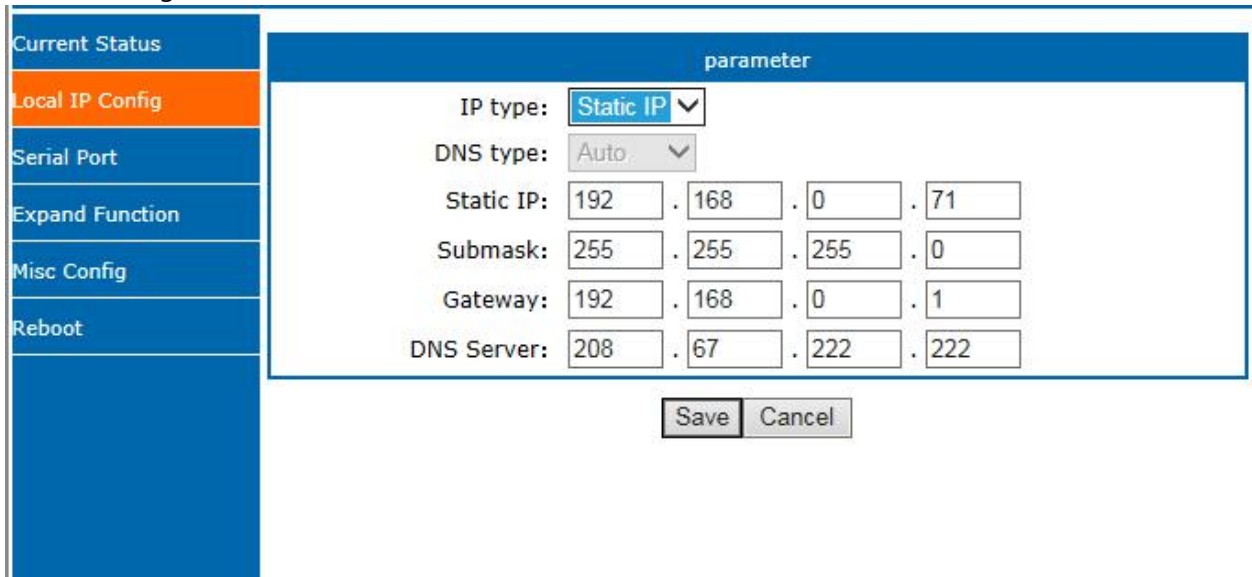 Current Status
Local IP Config
Serial Port
Expand Function
Misc Config
Reboot
parameter
IP type: Static IP
DNS type: Auto
Static IP: 192 . 168 . 0 . 71
Submask: 255 . 255 . 255 . 0
Gateway: 192 . 168 . 0 . 1
DNS Server: 208 . 67 . 222 . 222
Save Cancel